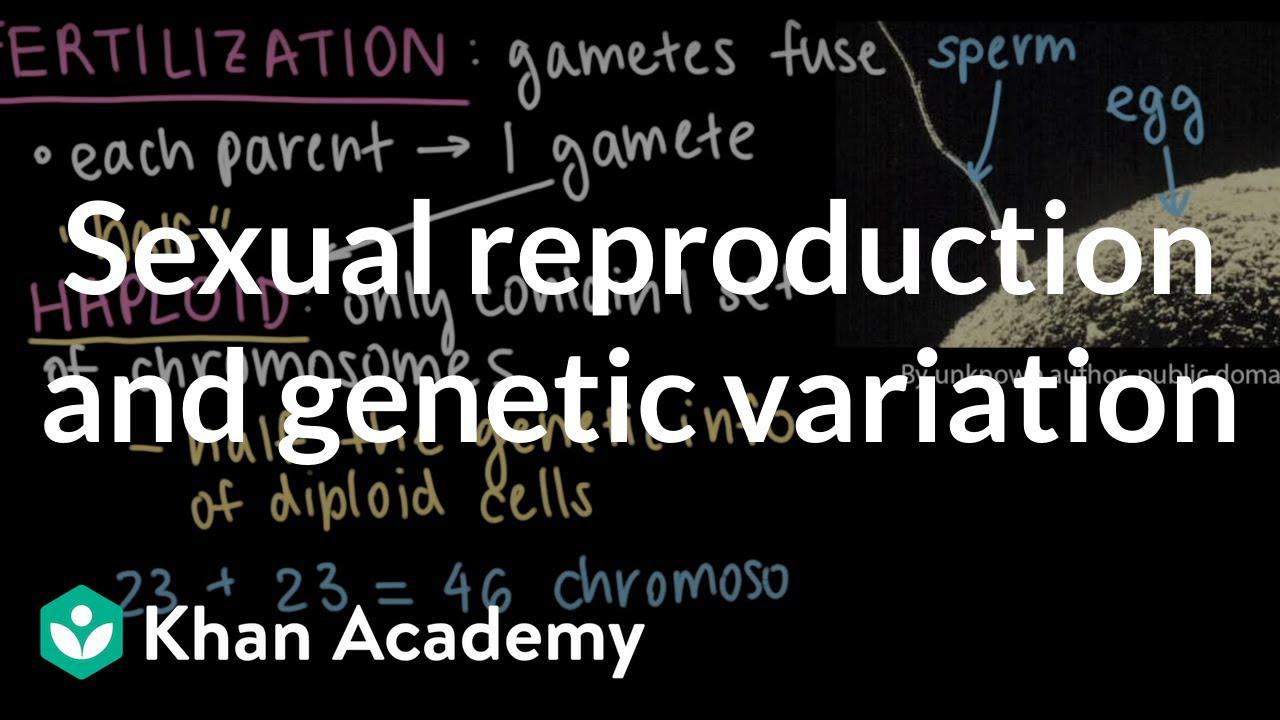 FERTILIZATION: gametes fuse
sperm
egg
• each parent → 1 gamete
"half"
Sexual reproduction
HAPLOID: only contain 1 set
of chromosomes
By unknown author, public doma
and genetic variation
- half the genetic info
of diploid cells
23 + 23 = 46 chromoso
Khan Academy